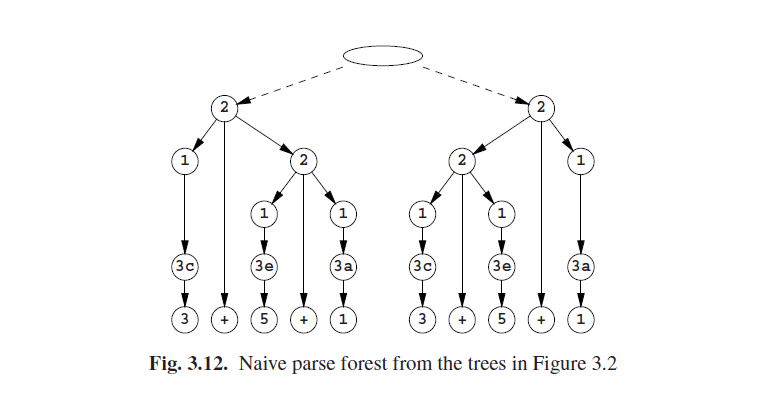 2 2
1 2 2 1
1 1 1 1
3c 3e 3a 3c 3e 3a
3 + 5 + 1 3 + 5 + 1
Fig. 3.12. Naive parse forest from the trees in Figure 3.2